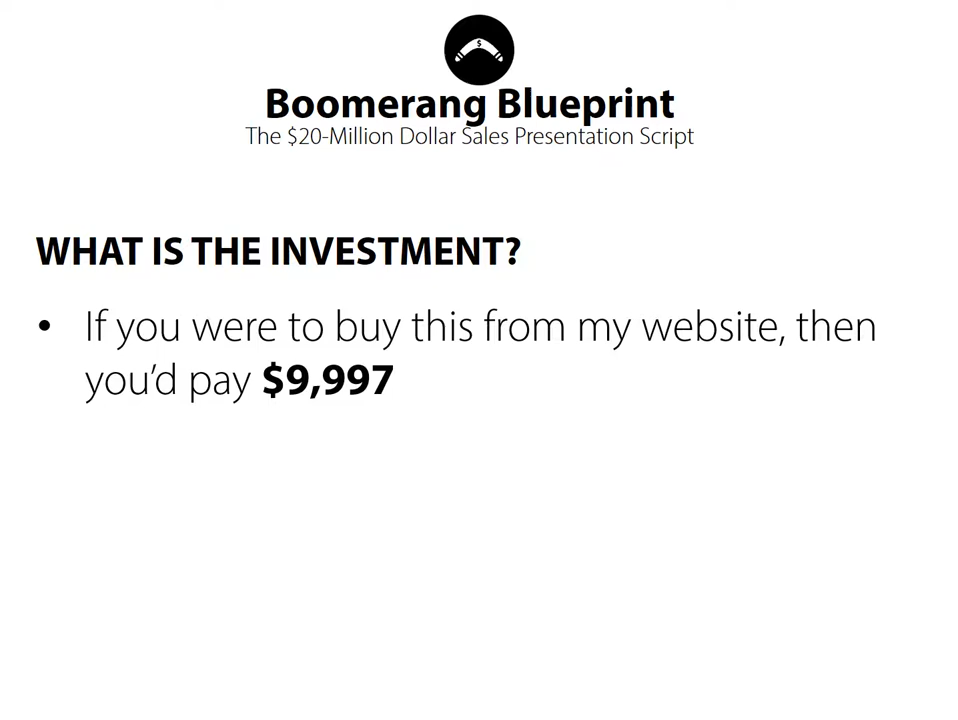 $
Boomerang Blueprint
The $20-Million Dollar Sales Presentation Script
WHAT IS THE INVESTMENT?
• If you were to buy this from my website, then
you’d pay $9,997